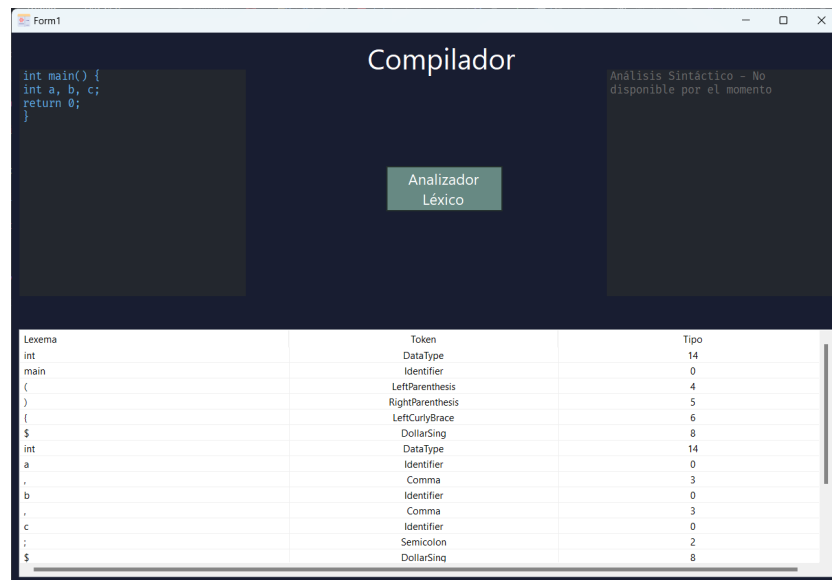 Form1
Compilador
int main() {
int a, b, c;
return 0;
}
Análisis Sintáctico – No
disponible por el momento
Analizador
Léxico
Lexema Token Tipo
int DataType 14
main Identifier 0
( LeftParenthesis 4
) RightParenthesis 5
{ LeftCurlyBrace 6
$ DollarSing 8
int DataType 14
a Identifier 0
, Comma 3
b Identifier 0
, Comma 3
c Identifier 0
; Semicolon 2
$ DollarSing 8